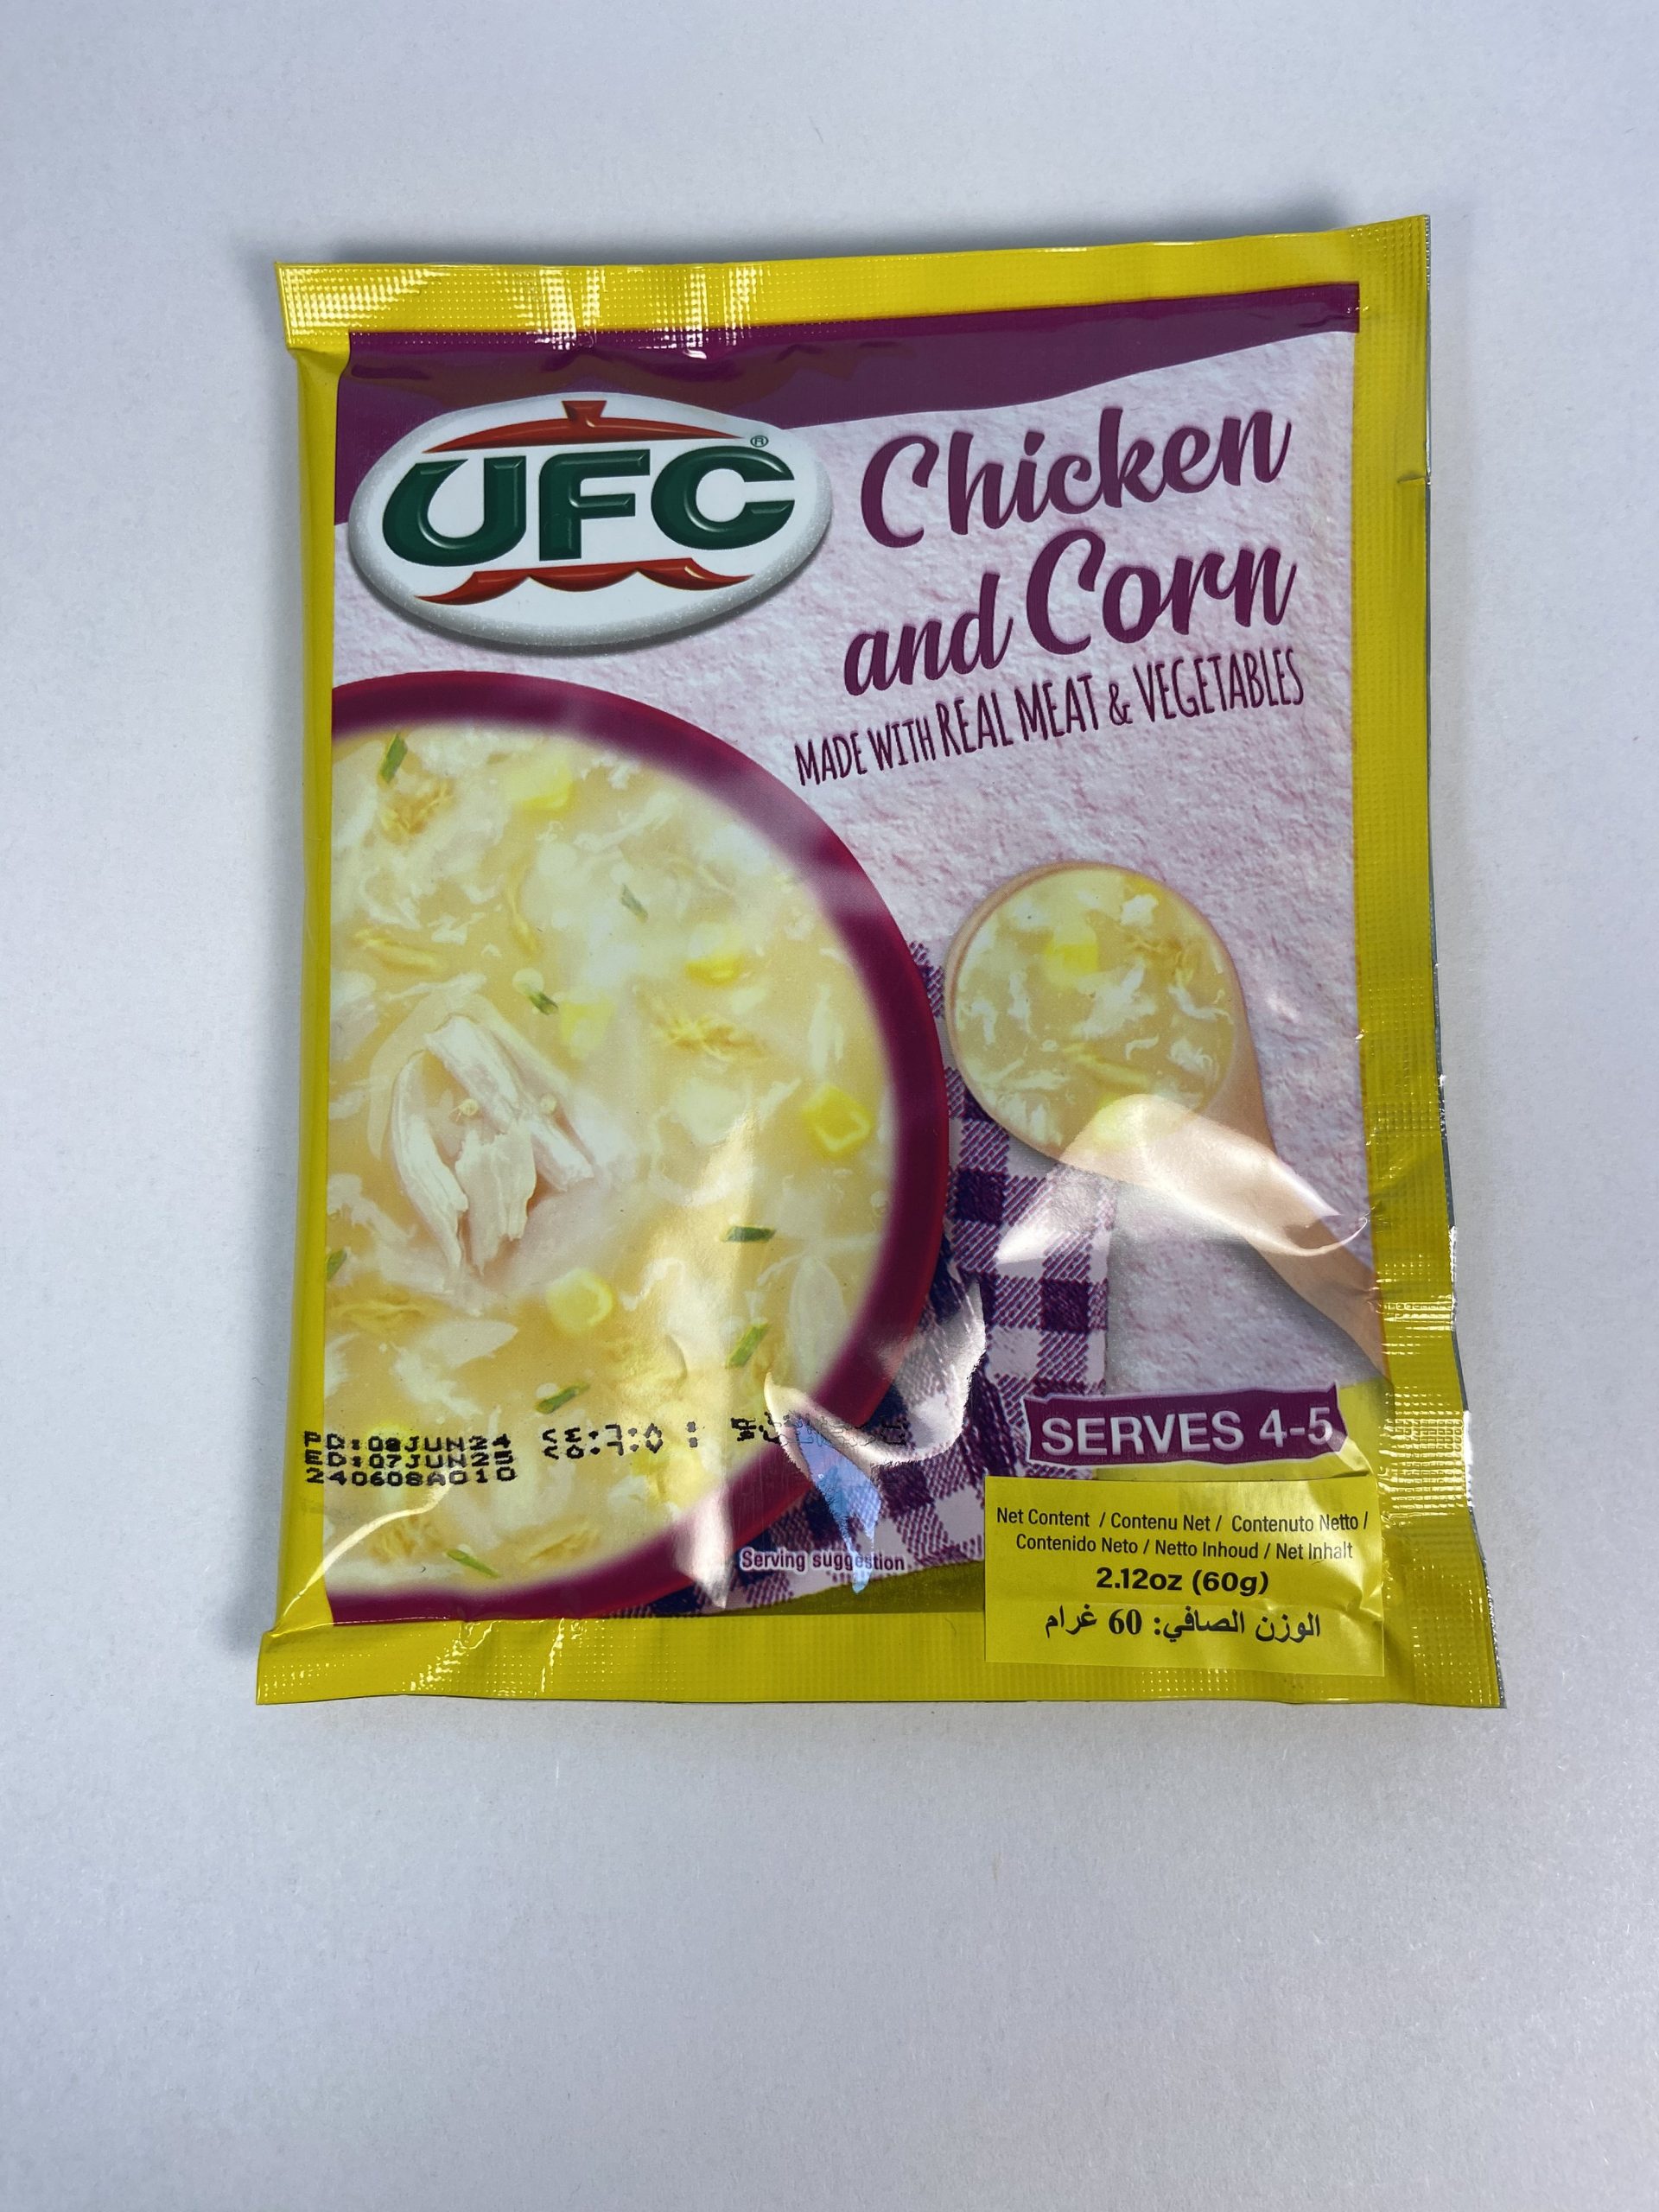 UFC®
Chicken
and Corn
MADE WITH REAL MEAT & VEGETABLES
SERVES 4-5
PD:08JUN24
ED:07JUN25
240608A010
Serving suggestion
Net Content / Contenu Net / Contenuto Netto /
Contenido Neto / Netto Inhoud / Net Inhalt
2.12oz (60g)
الوزن الصافي: 60 غرام